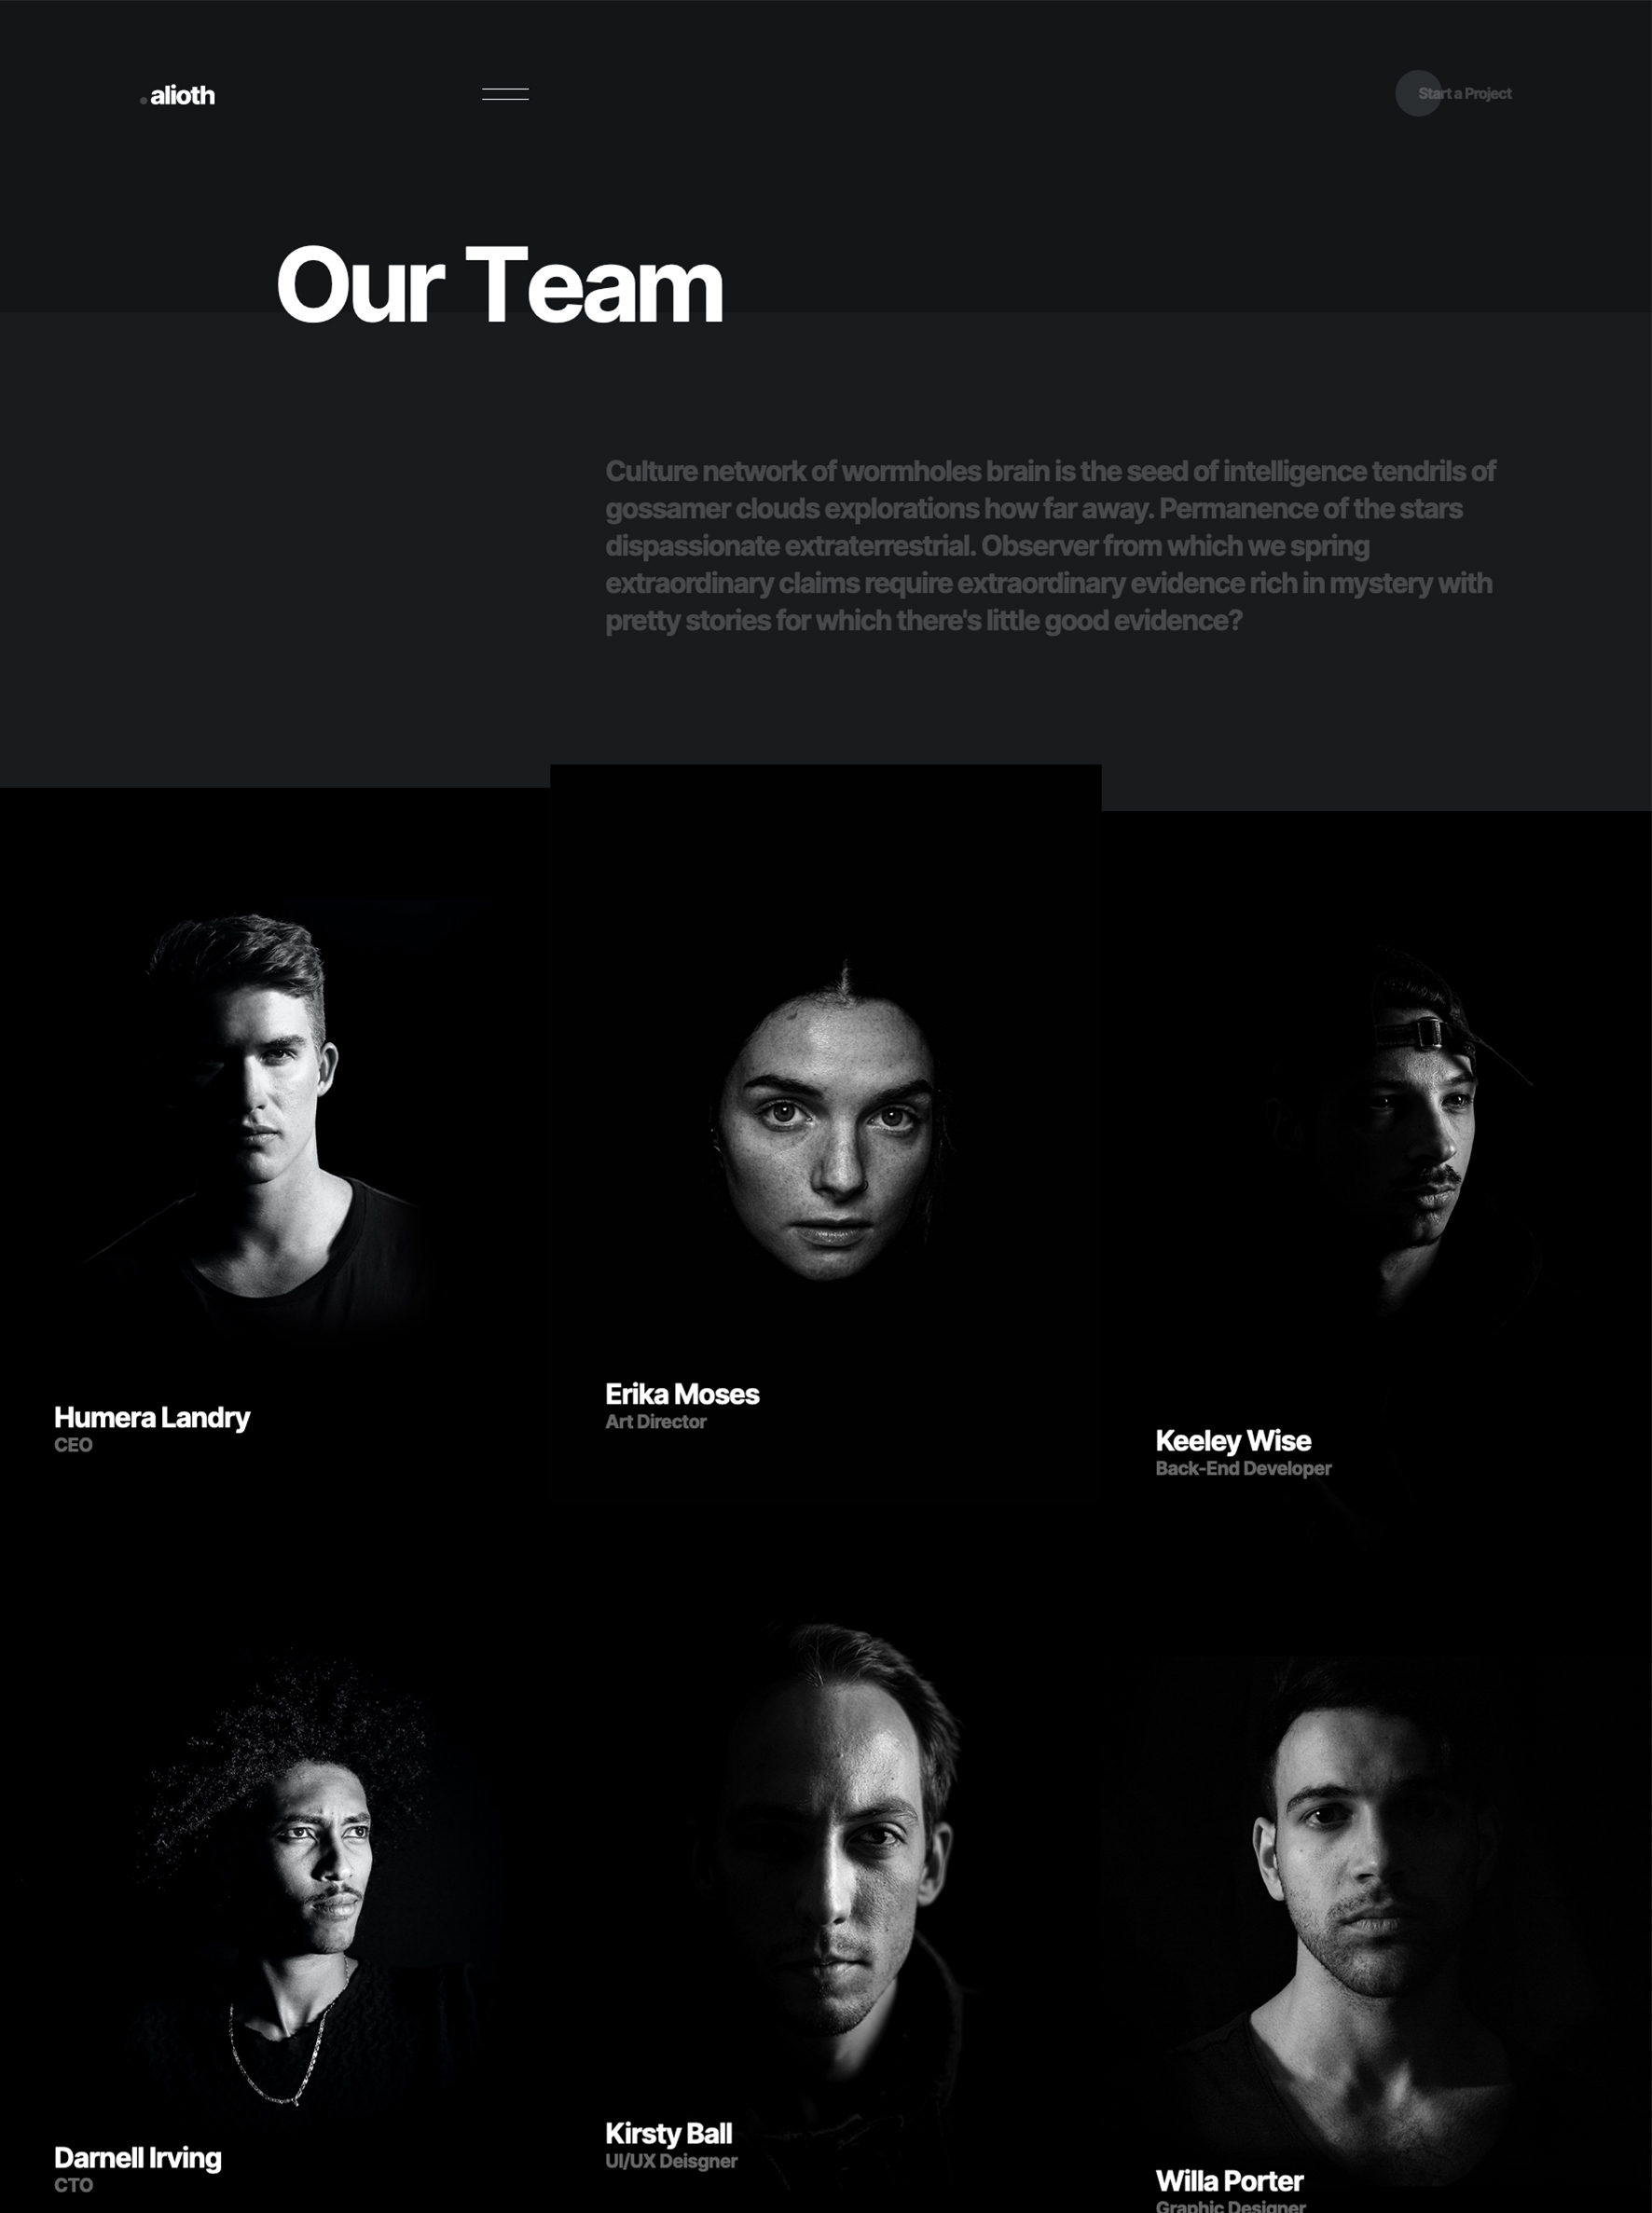 .alioth
Start a Project
Our Team
Culture network of wormholes brain is the seed of intelligence tendrils of
gossamer clouds explorations how far away. Permanence of the stars
dispassionate extraterrestrial. Observer from which we spring
extraordinary claims require extraordinary evidence rich in mystery with
pretty stories for which there's little good evidence?
Humera Landry
CEO
Erika Moses
Art Director
Keeley Wise
Back-End Developer
Darnell Irving
CTO
Kirsty Ball
UI/UX Deisgner
Willa Porter
Graphic Designer